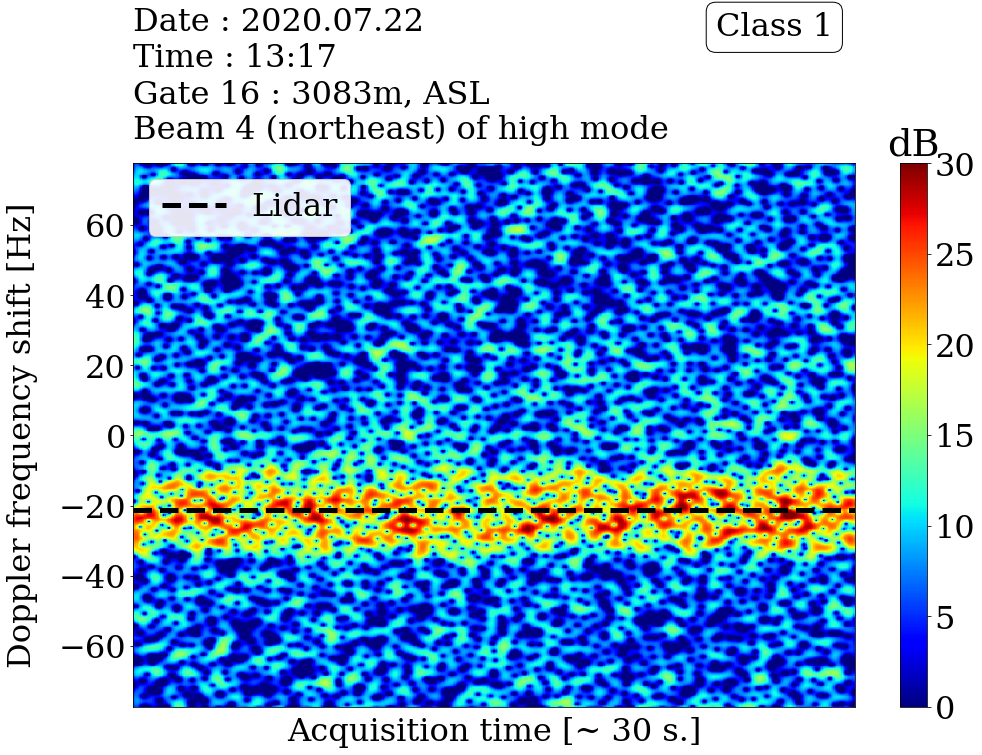 Date : 2020.07.22
Class 1
Time : 13:17
Gate 16 : 3083m, ASL
Beam 4 (northeast) of high mode
dB
Lidar
Doppler frequency shift [Hz]
60
40
20
0
−20
−40
−60
30
25
20
15
10
5
0
Acquisition time [~ 30 s.]